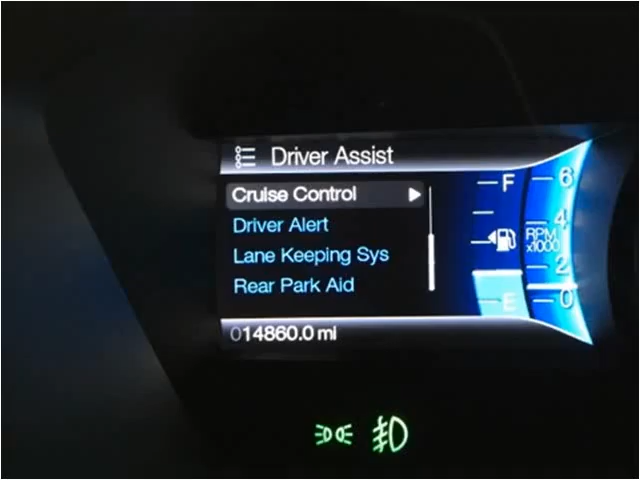 Driver Assist
Cruise Control
Driver Alert
Lane Keeping Sys
Rear Park Aid
014860.0 mi
F
E
6
4
RPM
x1000
2
0